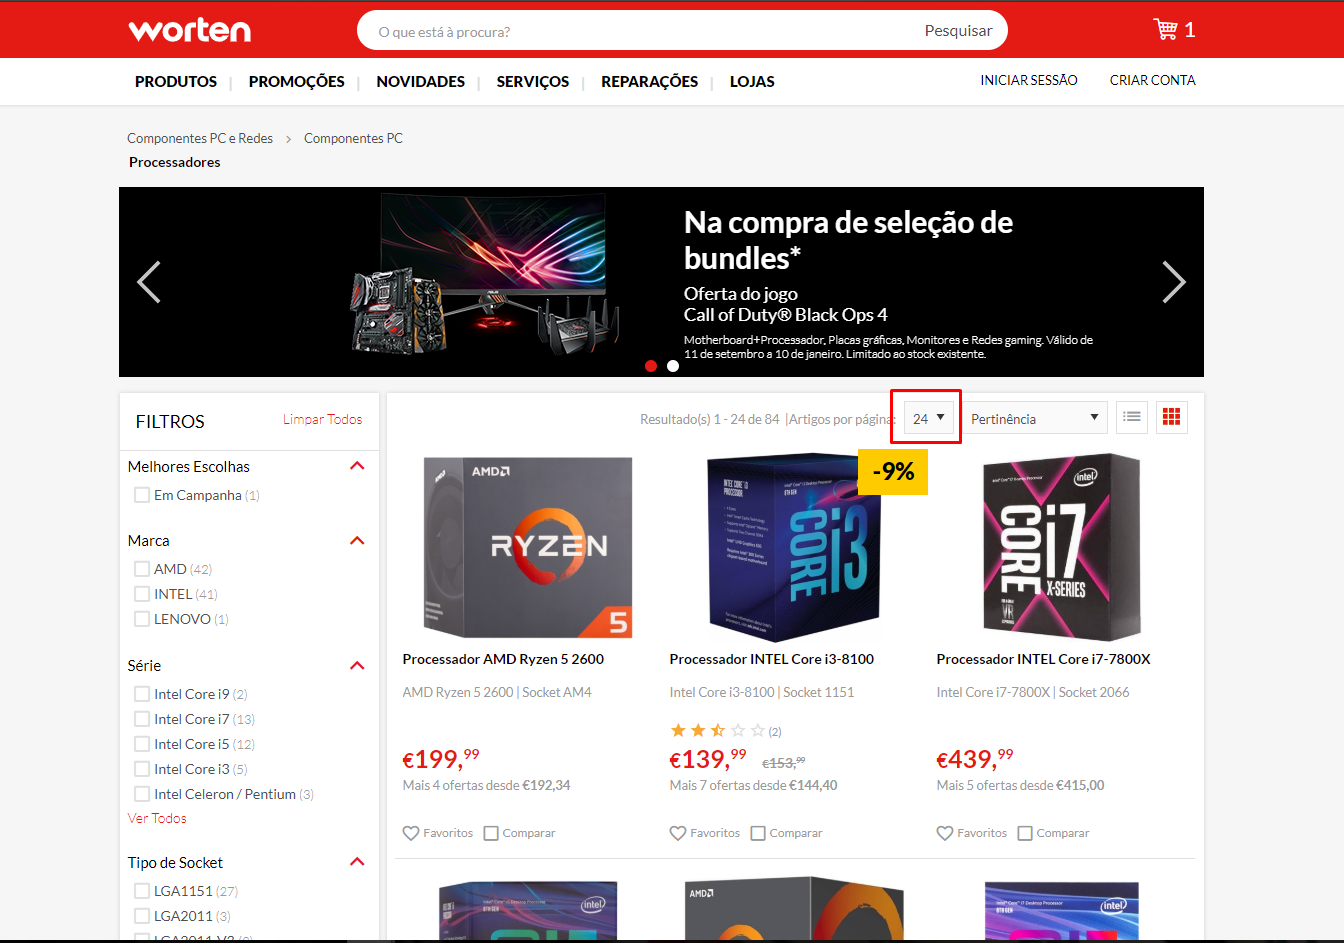 worten
O que está à procura?
Pesquisar
1
PRODUTOS | PROMOÇÕES | NOVIDADES | SERVIÇOS | REPARAÇÕES | LOJAS
INICIAR SESSÃO
CRIAR CONTA
Componentes PC e Redes > Componentes PC
Processadores
Na compra de seleção de
bundles*
Oferta do jogo
Call of Duty® Black Ops 4
Motherboard+Processador, Placas gráficas, Monitores e Redes gaming. Válido de
11 de setembro a 10 de janeiro. Limitado ao stock existente.
FILTROS
Limpar Todos
Melhores Escolhas
Em Campanha (1)
Marca
AMD (42)
INTEL (41)
LENOVO (1)
Série
Intel Core i9 (2)
Intel Core i7 (13)
Intel Core i5 (12)
Intel Core i3 (5)
Intel Celeron / Pentium (3)
Ver Todos
Tipo de Socket
LGA1151 (27)
LGA2011 (3)
Resultado(s) 1 - 24 de 84 |Artigos por página:
24
Pertinência
AMD
RYZEN
5
Processador AMD Ryzen 5 2600
AMD Ryzen 5 2600 | Socket AM4
€199,99
Mais 4 ofertas desde €192,34
Favoritos
Comparar
-9%
CORE i3
Processador INTEL Core i3-8100
Intel Core i3-8100 | Socket 1151
(2)
€139,99 €153,99
Mais 7 ofertas desde €144,40
Favoritos
Comparar
intel
CORE i7
X-SERIES
VR
Processador INTEL Core i7-7800X
Intel Core i7-7800X | Socket 2066
€439,99
Mais 5 ofertas desde €415,00
Favoritos
Comparar
intel
AMD
intel